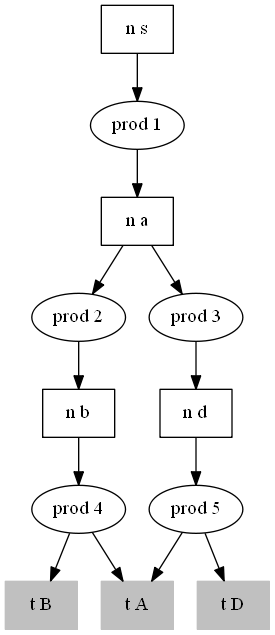 n s
prod 1
n a
prod 2
prod 3
n b
n d
prod 4
prod 5
t B
t A
t D